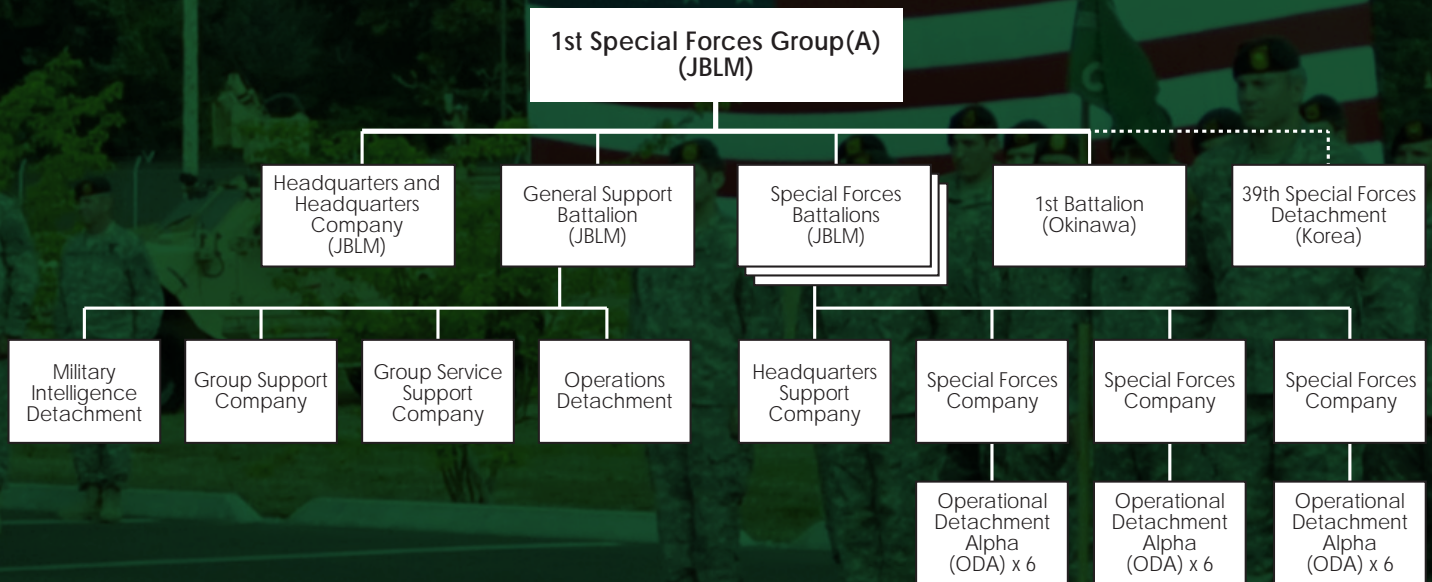 1st Special Forces Group(A)
(JBLM)
Headquarters and
Headquarters
Company
(JBLM)
General Support
Battalion
(JBLM)
Special Forces
Battalions
(JBLM)
1st Battalion
(Okinawa)
39th Special Forces
Detachment
(Korea)
Military
Intelligence
Detachment
Group Support
Company
Group Service
Support
Company
Operations
Detachment
Headquarters
Support
Company
Special Forces
Company
Special Forces
Company
Special Forces
Company
Operational
Detachment
Alpha
(ODA) x 6
Operational
Detachment
Alpha
(ODA) x 6
Operational
Detachment
Alpha
(ODA) x 6